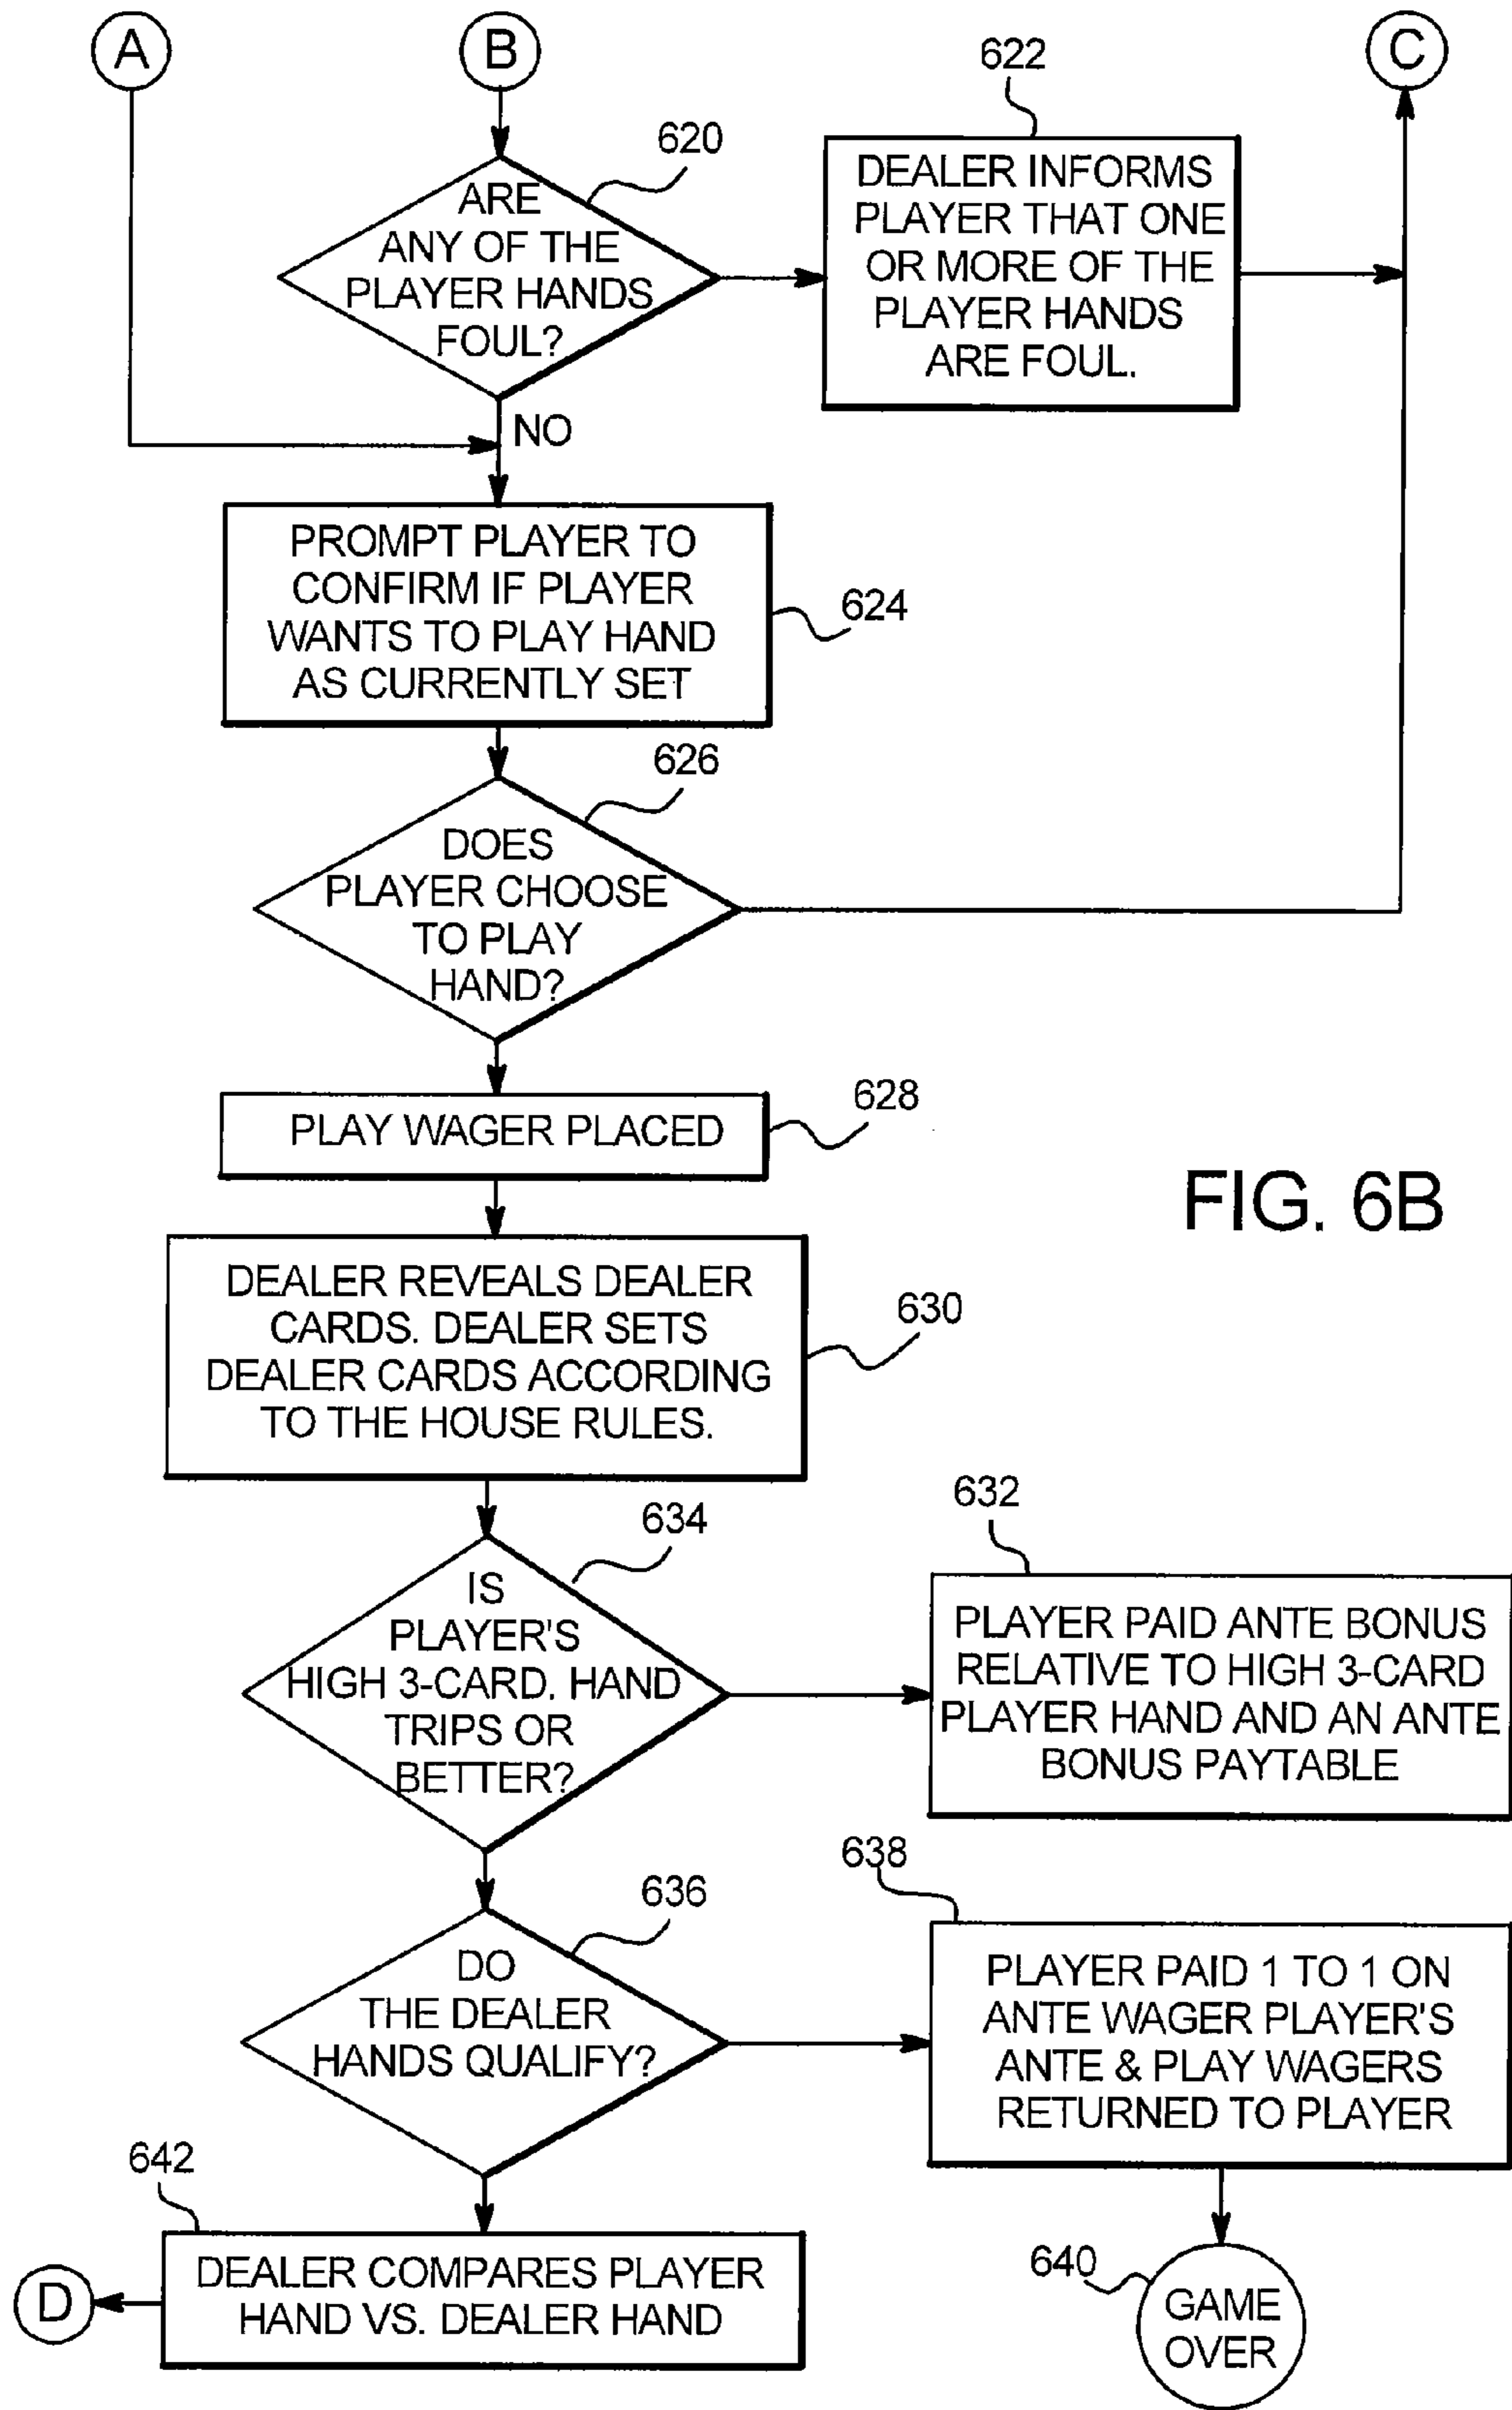 A
B
C
620
622
ARE
ANY OF THE
PLAYER HANDS
FOUL?
DEALER INFORMS
PLAYER THAT ONE
OR MORE OF THE
PLAYER HANDS
ARE FOUL.
NO
PROMPT PLAYER TO
CONFIRM IF PLAYER
WANTS TO PLAY HAND
AS CURRENTLY SET
624
626
DOES
PLAYER CHOOSE
TO PLAY
HAND?
PLAY WAGER PLACED
628
FIG. 6B
DEALER REVEALS DEALER
CARDS. DEALER SETS
DEALER CARDS ACCORDING
TO THE HOUSE RULES.
630
634
IS
PLAYER'S
HIGH 3-CARD. HAND
TRIPS OR
BETTER?
632
PLAYER PAID ANTE BONUS
RELATIVE TO HIGH 3-CARD
PLAYER HAND AND AN ANTE
BONUS PAYTABLE
636
DO
THE DEALER
HANDS QUALIFY?
638
PLAYER PAID 1 TO 1 ON
ANTE WAGER PLAYER'S
ANTE & PLAY WAGERS
RETURNED TO PLAYER
642
DEALER COMPARES PLAYER
HAND VS. DEALER HAND
D
640
GAME
OVER